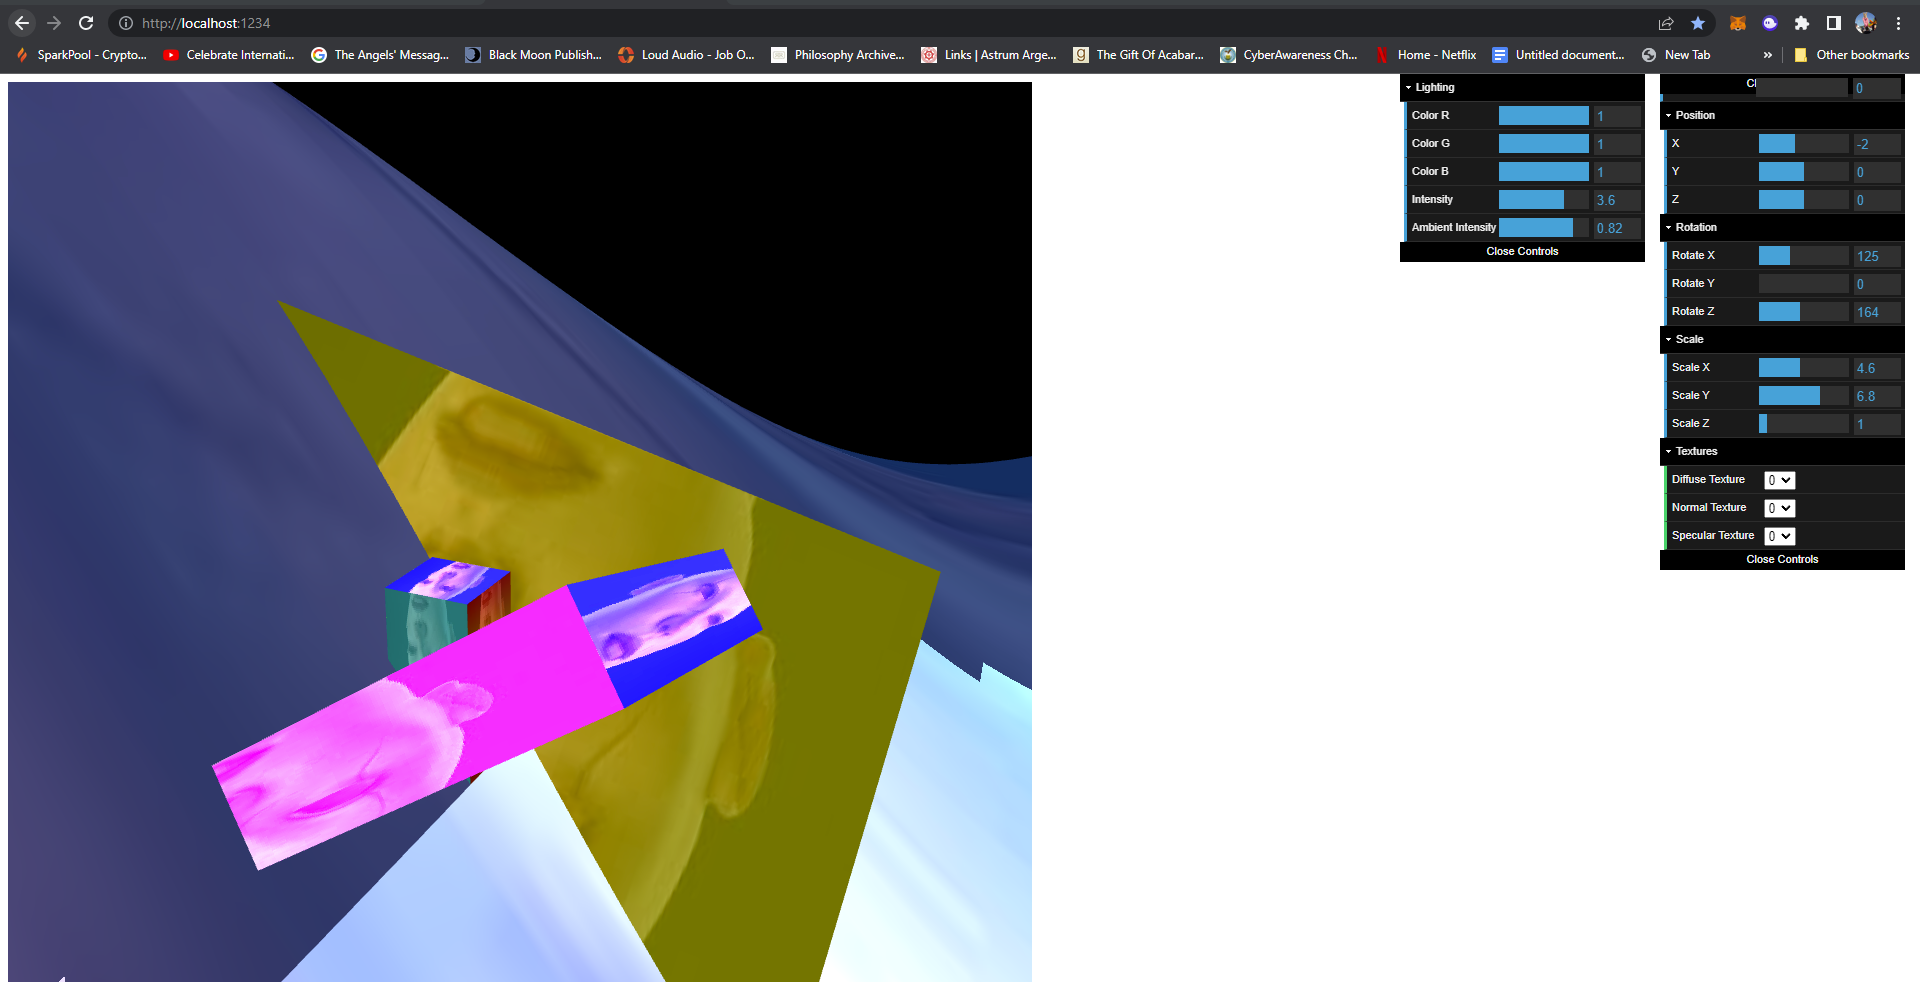 http://localhost:1234
SparkPool - Crypto... Celebrate Internati... The Angels' Messag... Black Moon Publish... Loud Audio - Job O... Philosophy Archive... Links | Astrum Arge... The Gift Of Acabar... CyberAwareness Ch... Home - Netflix Untitled document... New Tab » Other bookmarks
Lighting
Color R 1
Color G 1
Color B 1
Intensity 3.6
Ambient Intensity 0.82
Close Controls
0
Position
X -2
Y 0
Z 0
Rotation
Rotate X 125
Rotate Y 0
Rotate Z 164
Scale
Scale X 4.6
Scale Y 6.8
Scale Z 1
Textures
Diffuse Texture 0
Normal Texture 0
Specular Texture 0
Close Controls